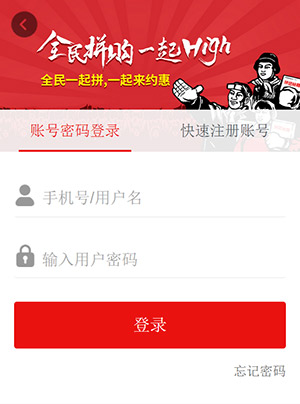 全民拼购一起High
全民一起拼,一起来约惠
账号密码登录
快速注册账号
手机号/用户名
输入用户密码
登录
忘记密码